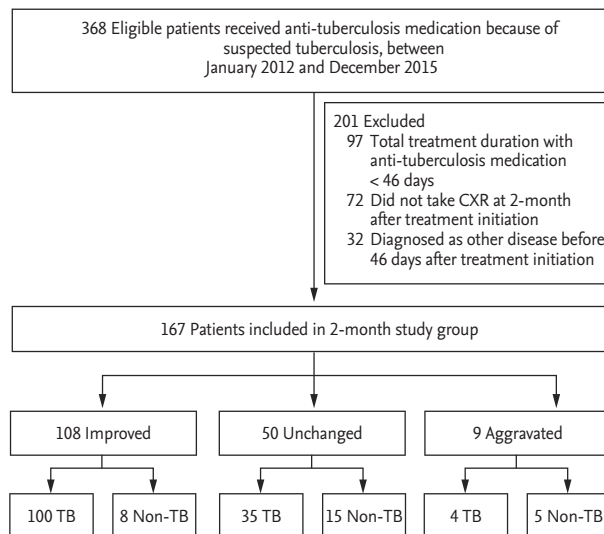 368 Eligible patients received anti-tuberculosis medication because of
suspected tuberculosis, between
January 2012 and December 2015
201 Excluded
97 Total treatment duration with
anti-tuberculosis medication
< 46 days
72 Did not take CXR at 2-month
after treatment initiation
32 Diagnosed as other disease before
46 days after treatment initiation
167 Patients included in 2-month study group
108 Improved
50 Unchanged
9 Aggravated
100 TB
8 Non-TB
35 TB
15 Non-TB
4 TB
5 Non-TB